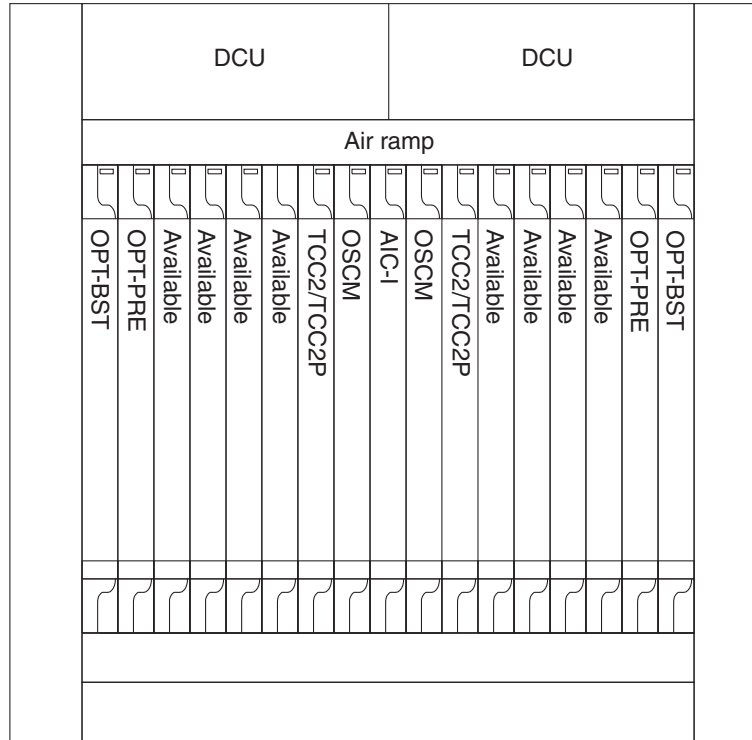 DCU
DCU
Air ramp
OPT-BST
OPT-PRE
Available
Available
Available
Available
TCC2/TCC2P
OSCM
AIC-I
OSCM
TCC2/TCC2P
Available
Available
Available
Available
OPT-PRE
OPT-BST